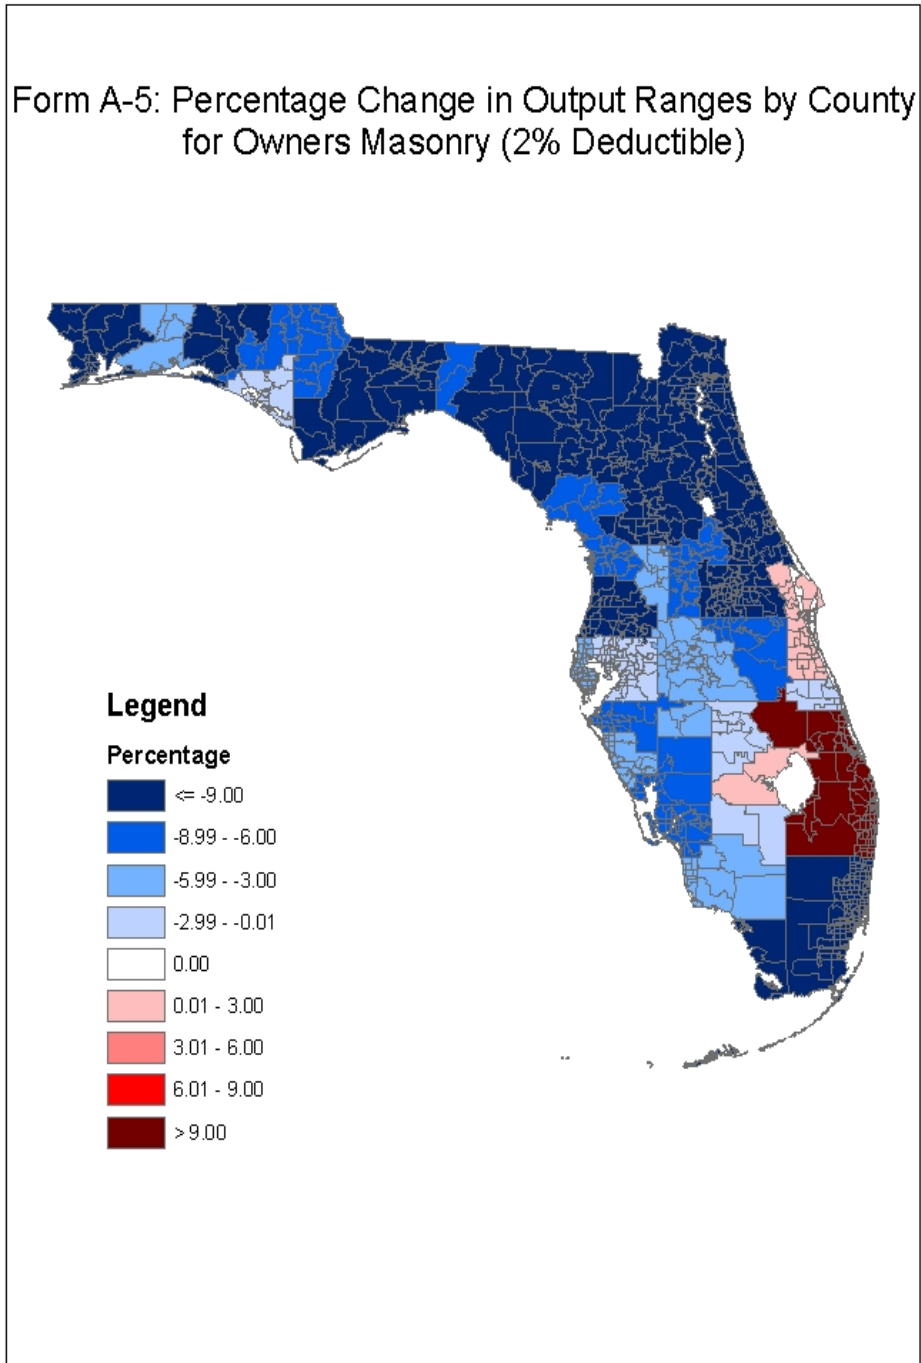 Form A-5: Percentage Change in Output Ranges by County
for Owners Masonry (2% Deductible)
Legend
Percentage
<= -9.00
-8.99 - -6.00
-5.99 - -3.00
-2.99 - -0.01
0.00
0.01 - 3.00
3.01 - 6.00
6.01 - 9.00
> 9.00